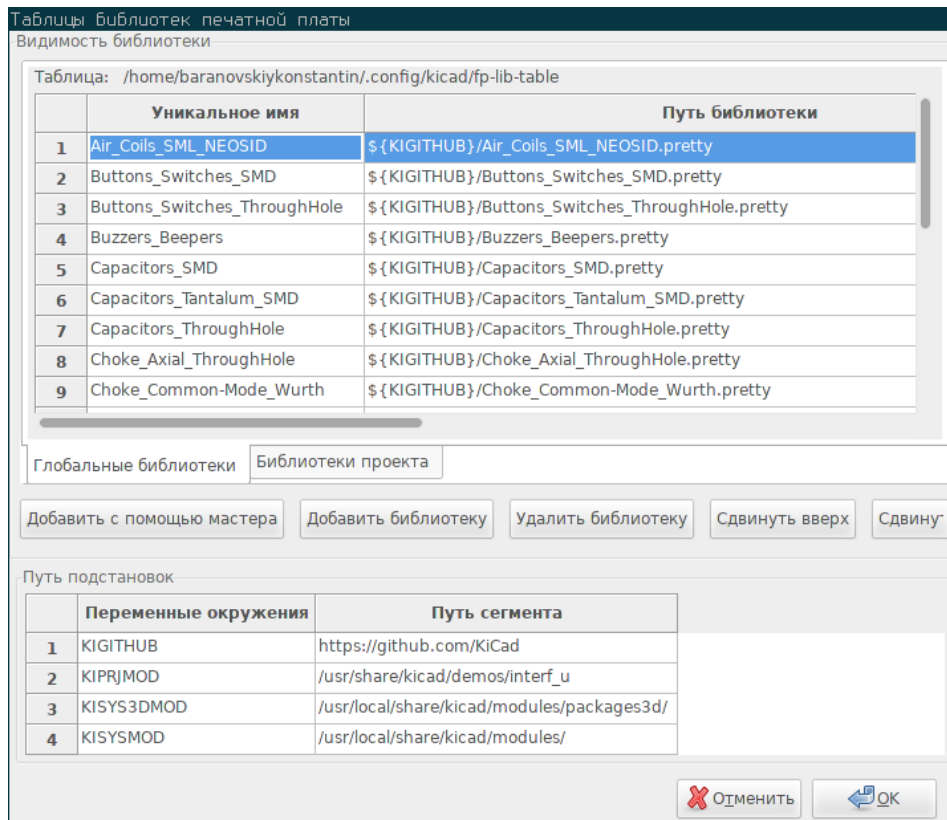 Таблицы библиотек печатной платы
Видимость библиотеки
Таблица: /home/baranovskiykonstantin/.config/kicad/fp-lib-table
Уникальное имя Путь библиотеки
1 Air_Coils_SML_NEOSID ${KIGITHUB}/Air_Coils_SML_NEOSID.pretty
2 Buttons_Switches_SMD ${KIGITHUB}/Buttons_Switches_SMD.pretty
3 Buttons_Switches_ThroughHole ${KIGITHUB}/Buttons_Switches_ThroughHole.pretty
4 Buzzers_Beepers ${KIGITHUB}/Buzzers_Beepers.pretty
5 Capacitors_SMD ${KIGITHUB}/Capacitors_SMD.pretty
6 Capacitors_Tantalum_SMD ${KIGITHUB}/Capacitors_Tantalum_SMD.pretty
7 Capacitors_ThroughHole ${KIGITHUB}/Capacitors_ThroughHole.pretty
8 Choke_Axial_ThroughHole ${KIGITHUB}/Choke_Axial_ThroughHole.pretty
9 Choke_Common-Mode_Wurth ${KIGITHUB}/Choke_Common-Mode_Wurth.pretty
Глобальные библиотеки Библиотеки проекта
Добавить с помощью мастера Добавить библиотеку Удалить библиотеку Сдвинуть вверх Сдвинут
Путь подстановок
Переменные окружения Путь сегмента
1 KIGITHUB https://github.com/KiCad
2 KIPRJMOD /usr/share/kicad/demos/interf_u
3 KISYS3DMOD /usr/local/share/kicad/modules/packages3d/
4 KISYSMOD /usr/local/share/kicad/modules/
Отменить OK